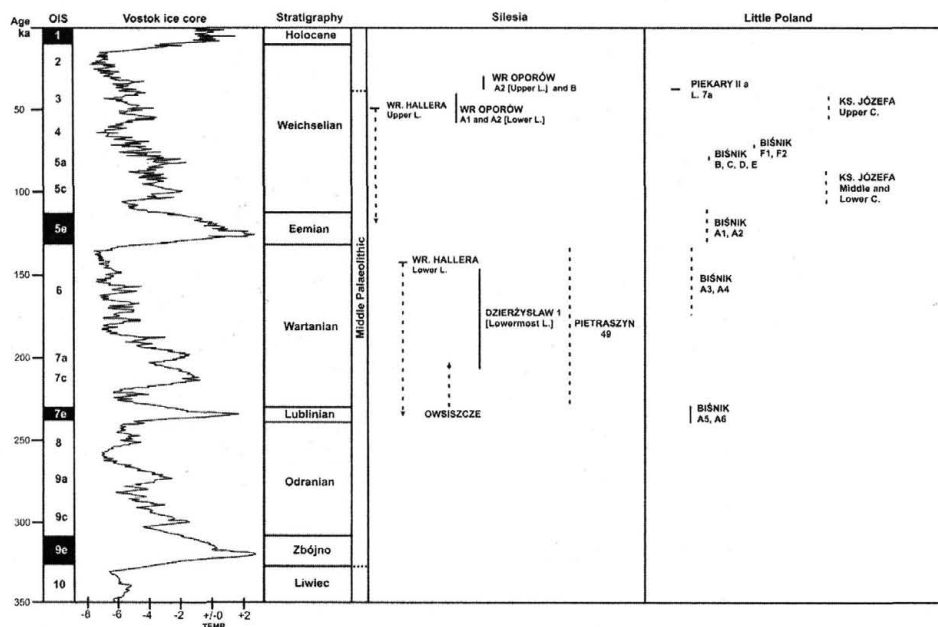 Age
ka
OIS
Vostok ice core
Stratigraphy
Silesia
Little Poland
50
100
150
200
250
300
350
1
2
3
4
5a
5c
5e
6
7a
7c
7e
8
9a
9c
9e
10
-8
-6
-4
-2
+/-0
+2
TEMP.
Holocene
Weichselian
Eemian
Wartanian
Lublinian
Odranian
Zbójno
Liwiec
Middle Palaeolithic
WR OPORÓW
A2 [Upper L.] and B
WR. HALLERA
Upper L.
WR OPORÓW
A1 and A2 [Lower L.]
WR. HALLERA
Lower L.
DZIERŻYSŁAW 1
[Lowermost L.]
PIETRASZYN
49
OWSISZCZE
PIEKARY II a
L. 7a
KS. JÓZEFA
Upper C.
BIŚNIK
F1, F2
BIŚNIK
B, C, D, E
KS. JÓZEFA
Middle and
Lower C.
BIŚNIK
A1, A2
BIŚNIK
A3, A4
BIŚNIK
A5, A6